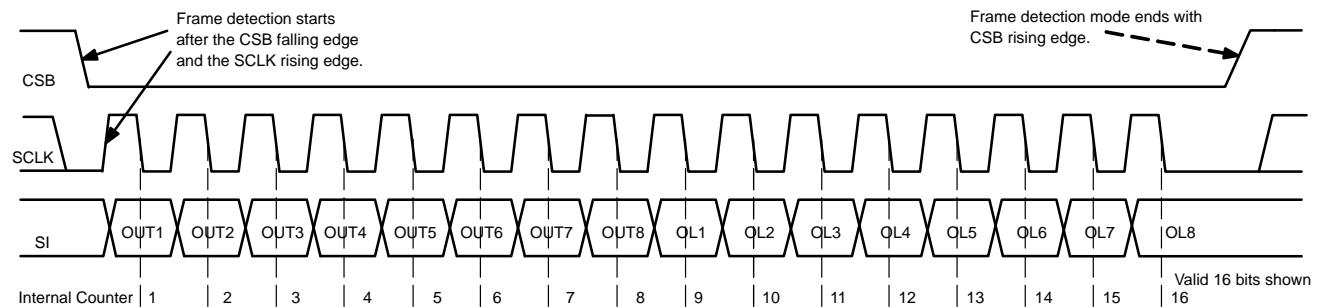 Frame detection starts
after the CSB falling edge
and the SCLK rising edge.
Frame detection mode ends with
CSB rising edge.
CSB
SCLK
SI
OUT1 OUT2 OUT3 OUT4 OUT5 OUT6 OUT7 OUT8 OL1 OL2 OL3 OL4 OL5 OL6 OL7 OL8
Valid 16 bits shown
Internal Counter 1 2 3 4 5 6 7 8 9 10 11 12 13 14 15 16